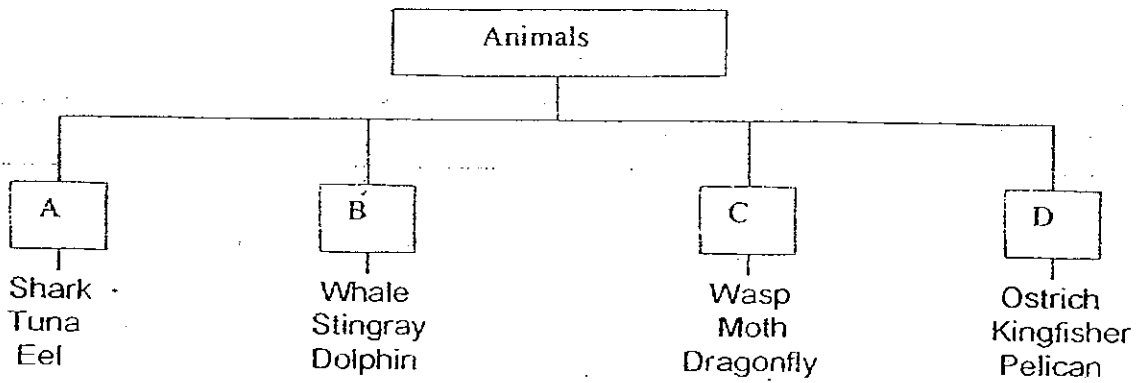 Animals
A
B
C
D
Shark
Tuna
Eel
Whale
Stingray
Dolphin
Wasp
Moth
Dragonfly
Ostrich
Kingfisher
Pelican